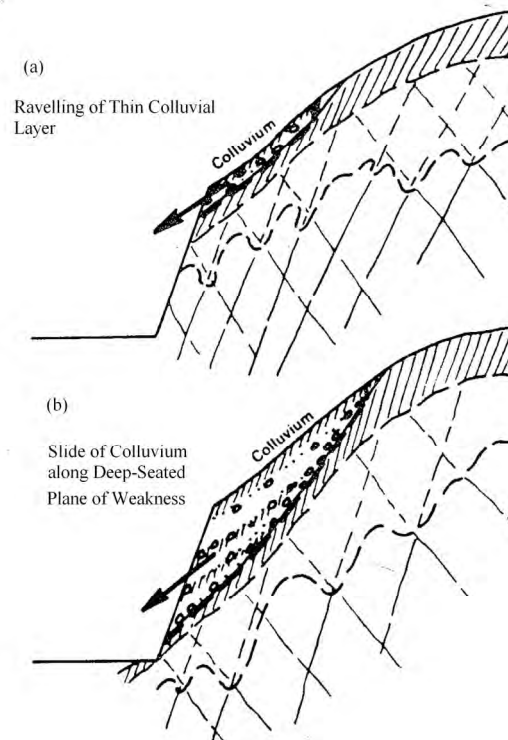 (a)
Ravelling of Thin Colluvial
Layer
Colluvium
(b)
Colluvium
Slide of Colluvium
along Deep-Seated
Plane of Weakness